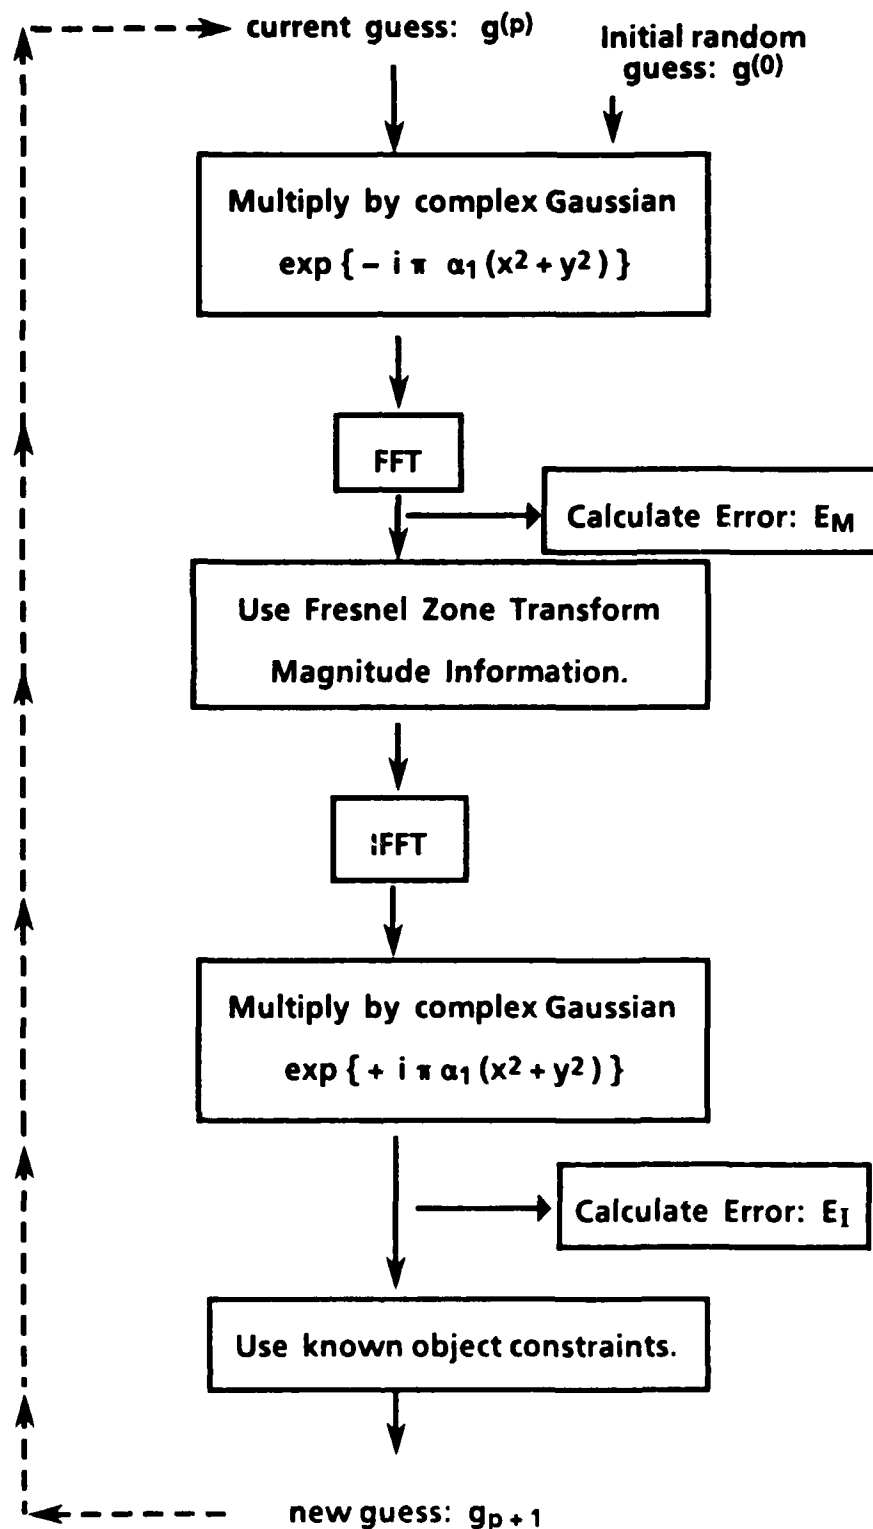 current guess: g(p)
Initial random
guess: g(0)
Multiply by complex Gaussian
exp { − i π α1 (x2 + y2 ) }
FFT
Calculate Error: EM
Use Fresnel Zone Transform
Magnitude Information.
IFFT
Multiply by complex Gaussian
exp { + i π α1 (x2 + y2 ) }
Calculate Error: EI
Use known object constraints.
new guess: gp + 1